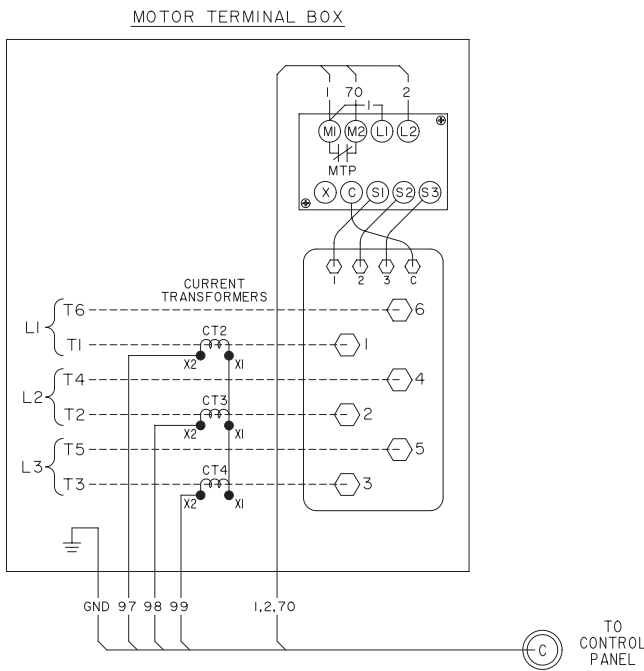 MOTOR TERMINAL BOX
1 70 2
1
M1 M2 L1 L2
MTP
X C S1 S2 S3
1 2 3 C
CURRENT
TRANSFORMERS
T6 6
L1
CT2
T1 1
X2 X1
T4 4
L2
CT3
T2 2
X2 X1
T5 5
L3
CT4
T3 3
X2 X1
GND 97 98 99 1,2,70
C
TO
CONTROL
PANEL